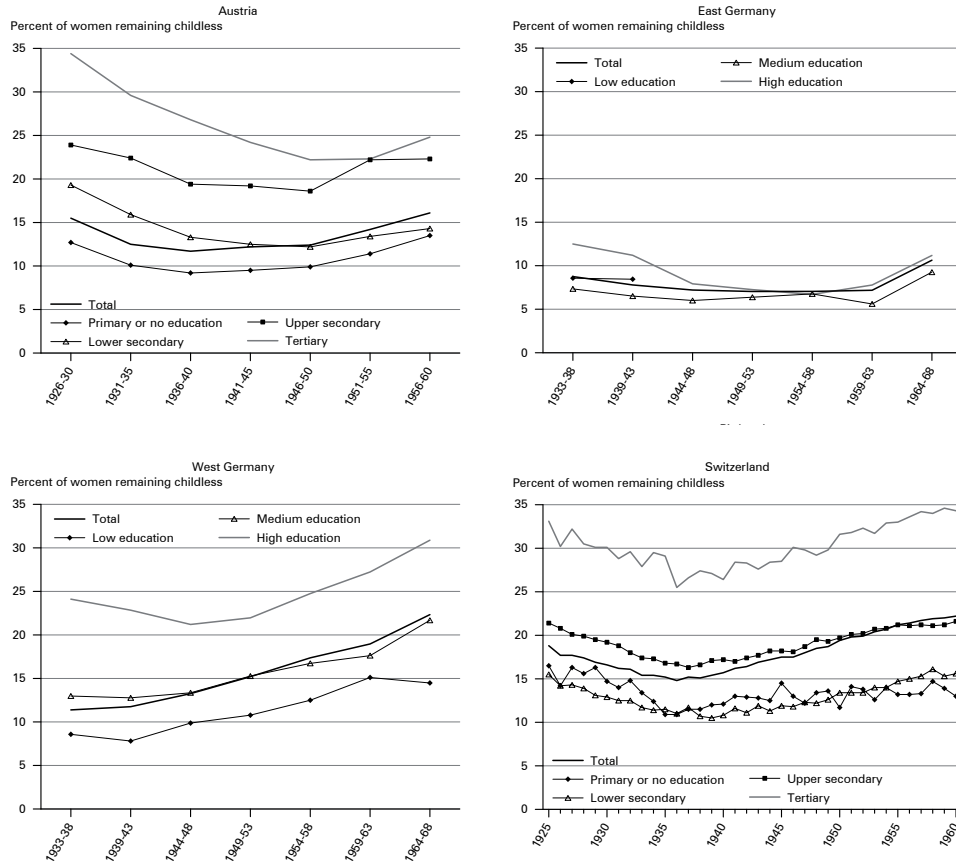 Austria
Percent of women remaining childless
35
30
25
20
15
10
5
0
Total
Primary or no education
Upper secondary
Lower secondary
Tertiary
1926-30
1931-35
1936-40
1941-45
1946-50
1951-55
1956-60
East Germany
Percent of women remaining childless
35
30
25
20
15
10
5
0
Total
Medium education
Low education
High education
1933-38
1939-43
1944-48
1949-53
1954-58
1959-63
1964-68
West Germany
Percent of women remaining childless
35
30
25
20
15
10
5
0
Total
Medium education
Low education
High education
1933-38
1939-43
1944-48
1949-53
1954-58
1959-63
1964-68
Switzerland
Percent of women remaining childless
35
30
25
20
15
10
5
0
Total
Primary or no education
Upper secondary
Lower secondary
Tertiary
1925
1930
1935
1940
1945
1950
1955
1960